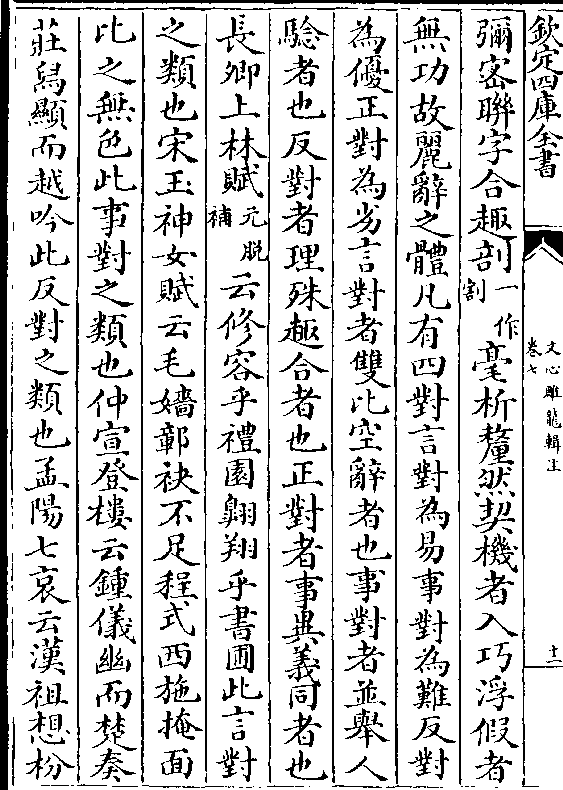 欽定四庫全書
文心雕龍輯注
卷七
十二
彌密聯字合趣剖一作割毫析釐然契機者入巧浮假者
無功故麗辭之體凡有四對言對為易事對為難反對
為優正對為劣言對者雙比空辭者也事對者並舉人
驗者也反對者理殊趣合者也正對者事異義同者也
長卿上林賦元脫補云修容乎禮園翺翔乎書圃此言對
之類也宋玉神女賦云毛嬙鄣袂不足程式西施掩面
比之無色此事對之類也仲宣登樓云鍾儀幽而楚奏
莊舄顯而越吟此反對之類也孟陽七哀云漢祖想枌